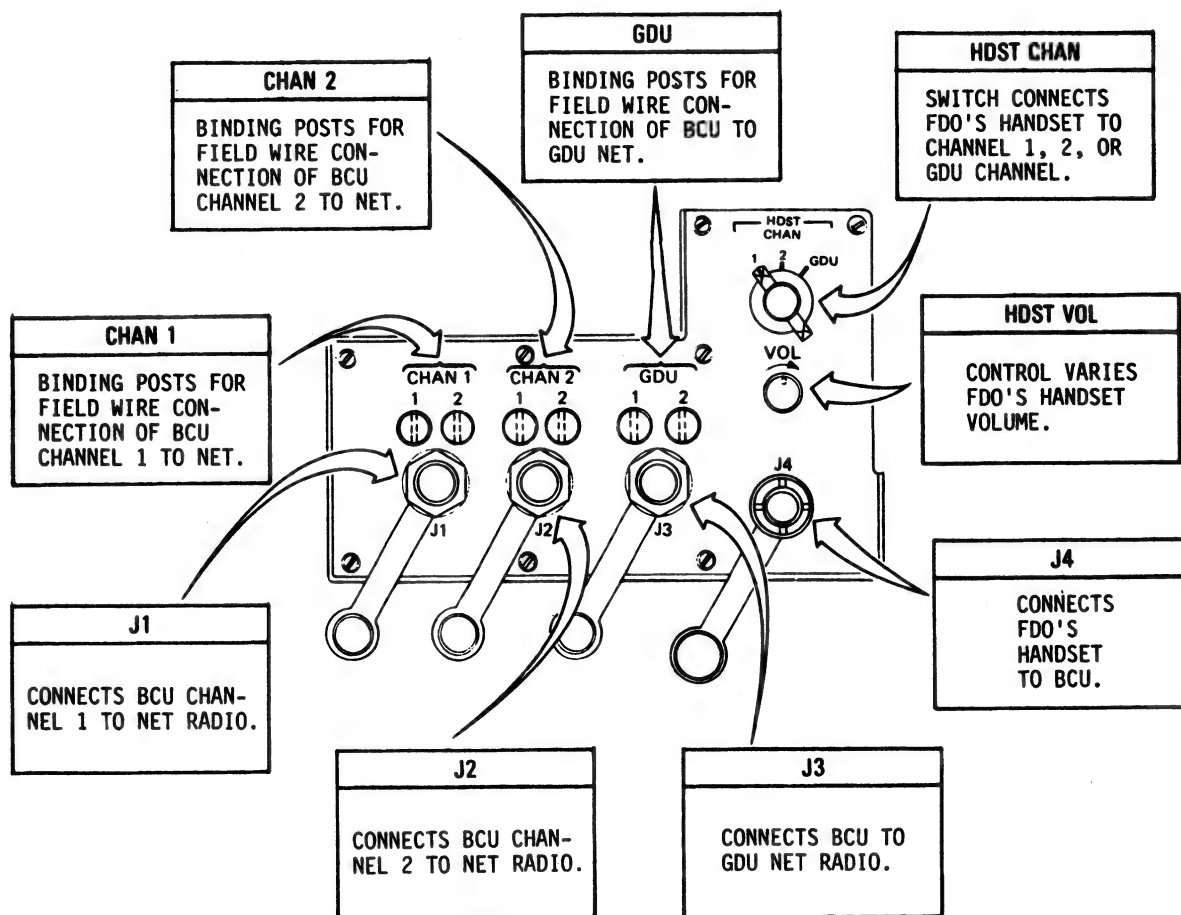 GDU
BINDING POSTS FOR
FIELD WIRE CON-
NECTION OF BCU TO
GDU NET.
HDST CHAN
SWITCH CONNECTS
FDO'S HANDSET TO
CHANNEL 1, 2, OR
GDU CHANNEL.
CHAN 2
BINDING POSTS FOR
FIELD WIRE CON-
NECTION OF BCU
CHANNEL 2 TO NET.
CHAN 1
BINDING POSTS FOR
FIELD WIRE CON-
NECTION OF BCU
CHANNEL 1 TO NET.
HDST
CHAN
1 2 GDU
VOL
HDST VOL
CONTROL VARIES
FDO'S HANDSET
VOLUME.
CHAN 1 CHAN 2 GDU
1 2 1 2 1 2
J1 J2 J3 J4
J4
CONNECTS
FDO'S
HANDSET
TO BCU.
J1
CONNECTS BCU CHAN-
NEL 1 TO NET RADIO.
J2
CONNECTS BCU CHAN-
NEL 2 TO NET RADIO.
J3
CONNECTS BCU TO
GDU NET RADIO.